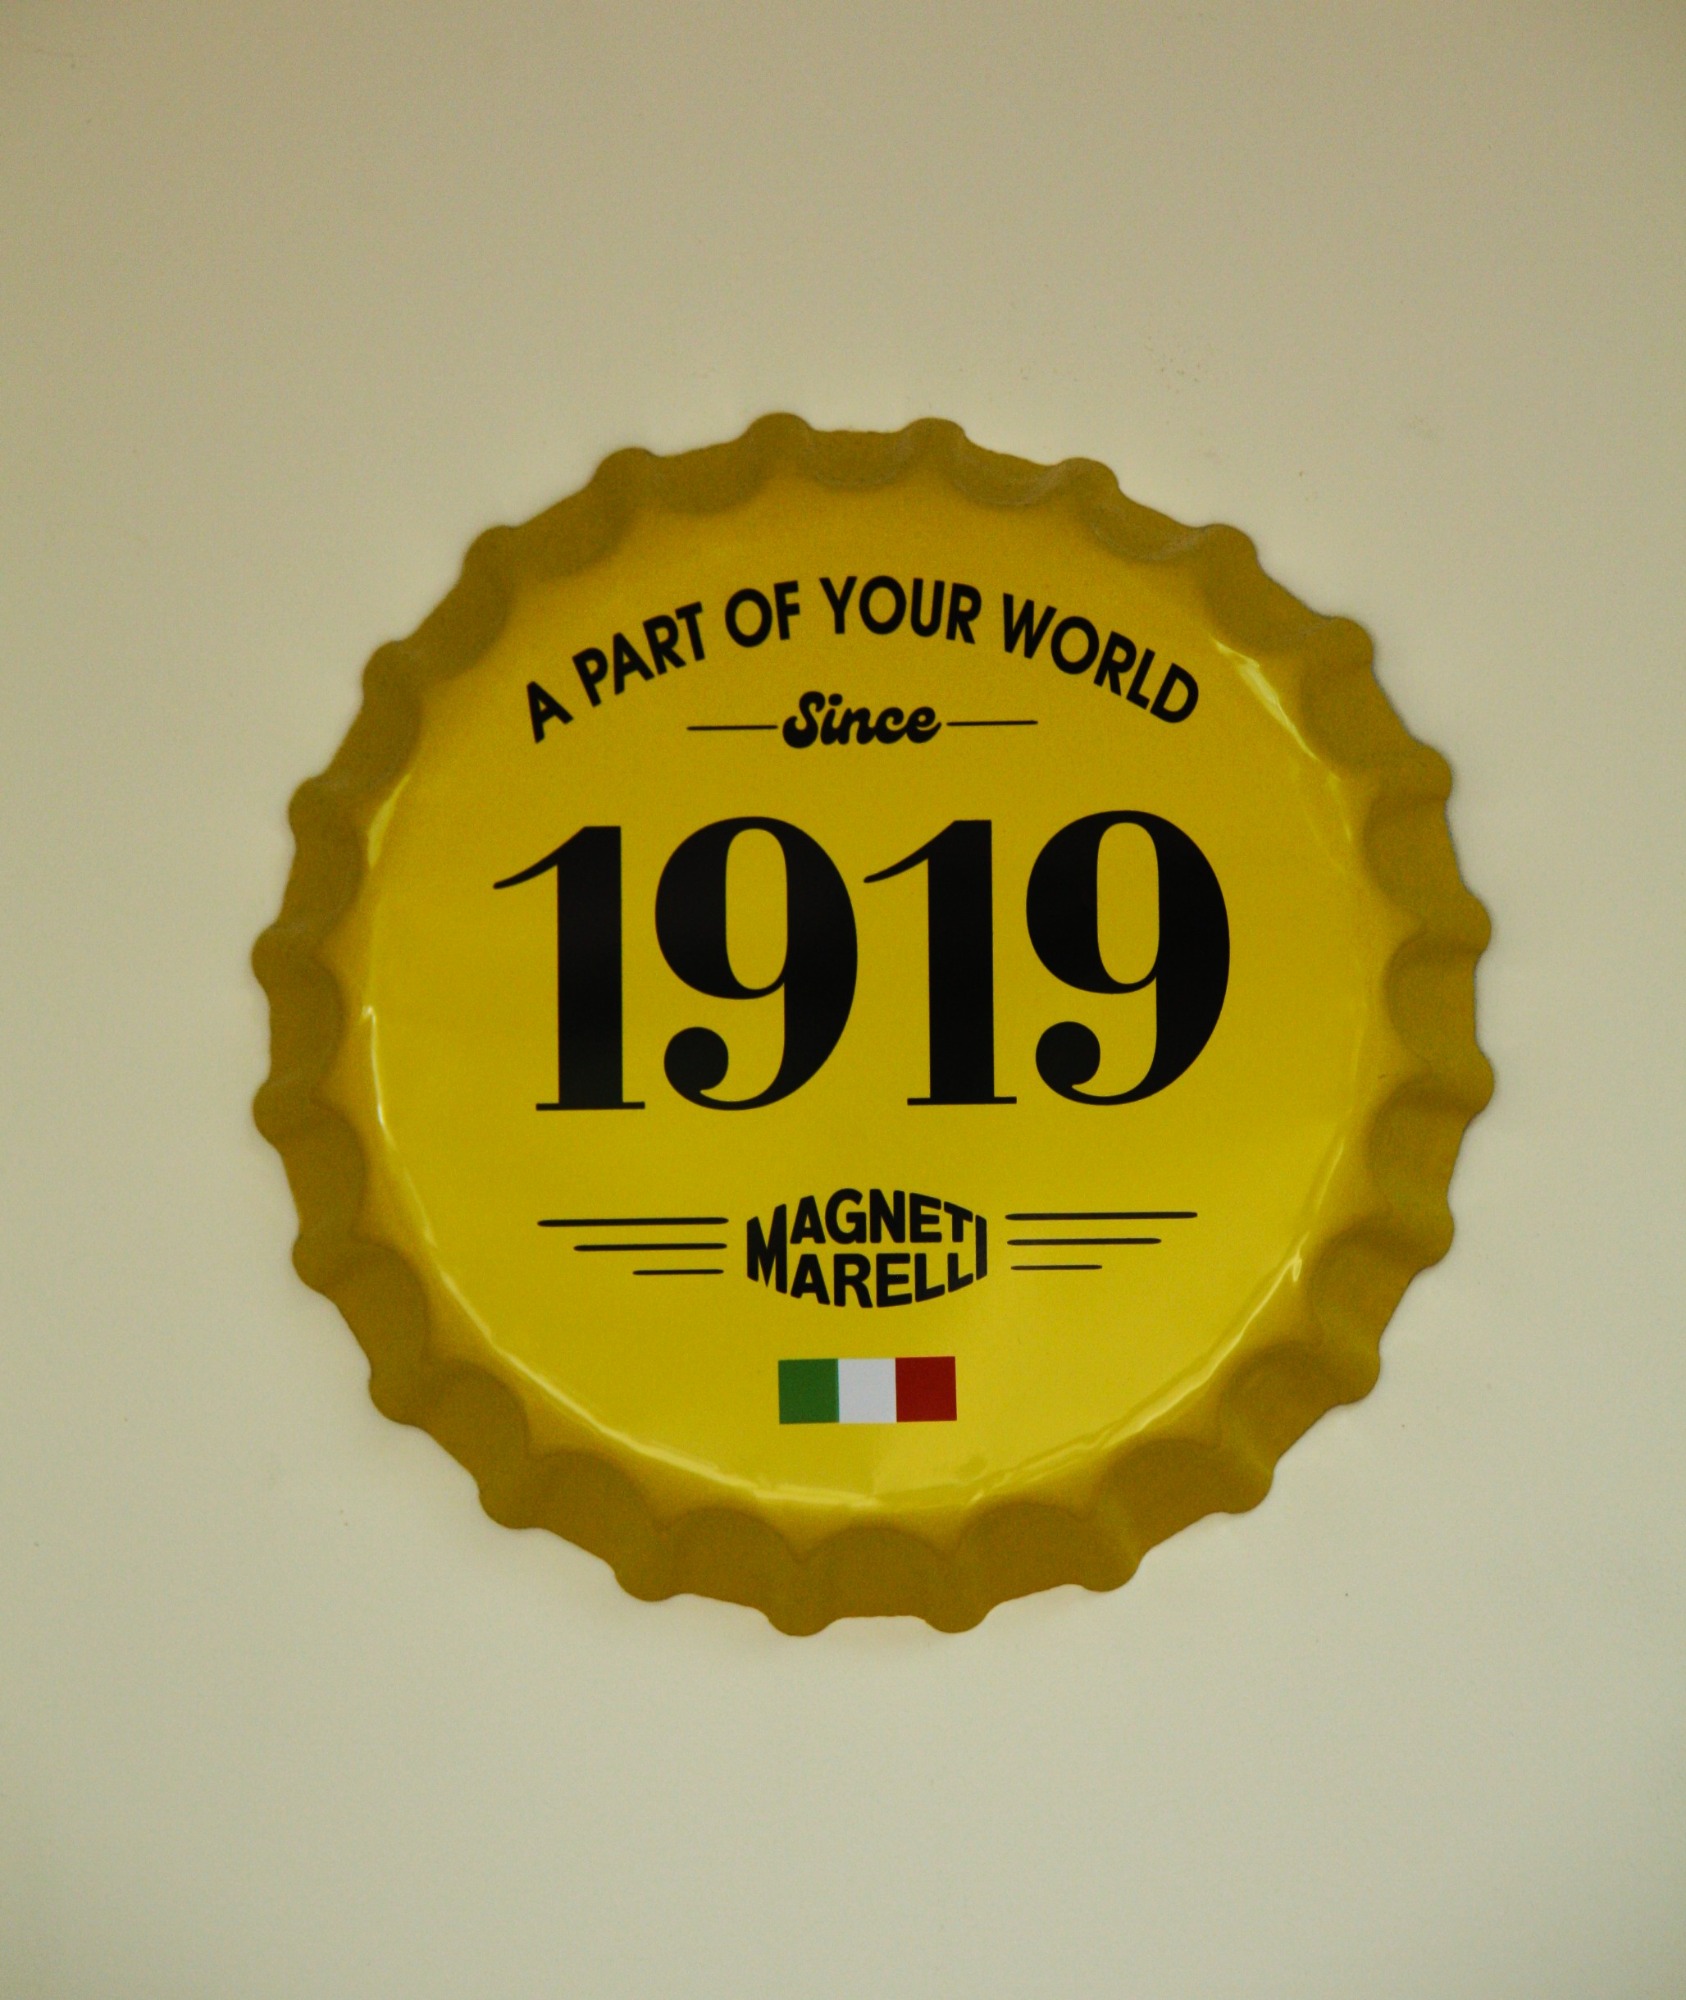 A PART OF YOUR WORLD
Since
1919
MAGNETI
MARELLI